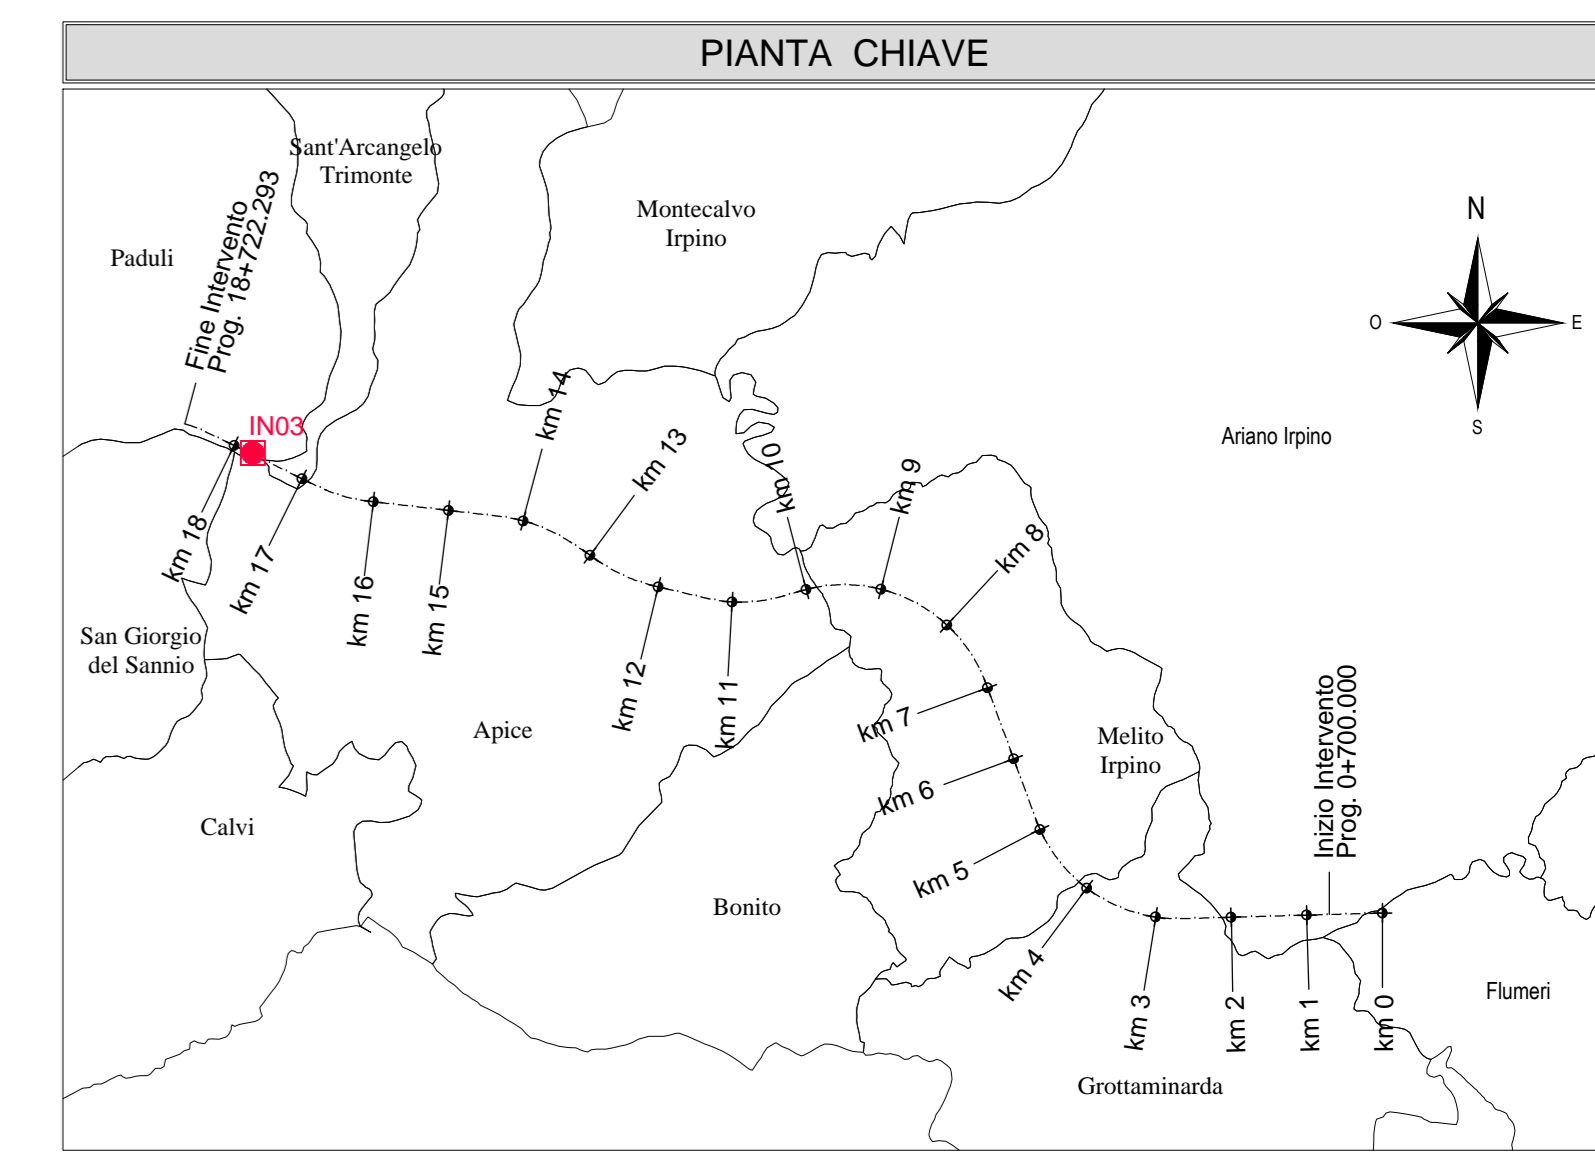 PIANTA CHIAVE
Sant'Arcangelo
Trimonte
Montecalvo
Irpino
Paduli
Fine Intervento
Prog. 18+722.293
N
O
E
S
IN03
Ariano Irpino
km 14
km 13
km 10
km 9
km 8
km 18
km 17
km 16
km 15
km 12
km 11
San Giorgio
del Sannio
Apice
km 7
km 6
km 5
Melito
Irpino
Inizio Intervento
Prog. 0+700.000
Calvi
Bonito
km 4
km 3
km 2
km 1
km 0
Flumeri
Grottaminarda